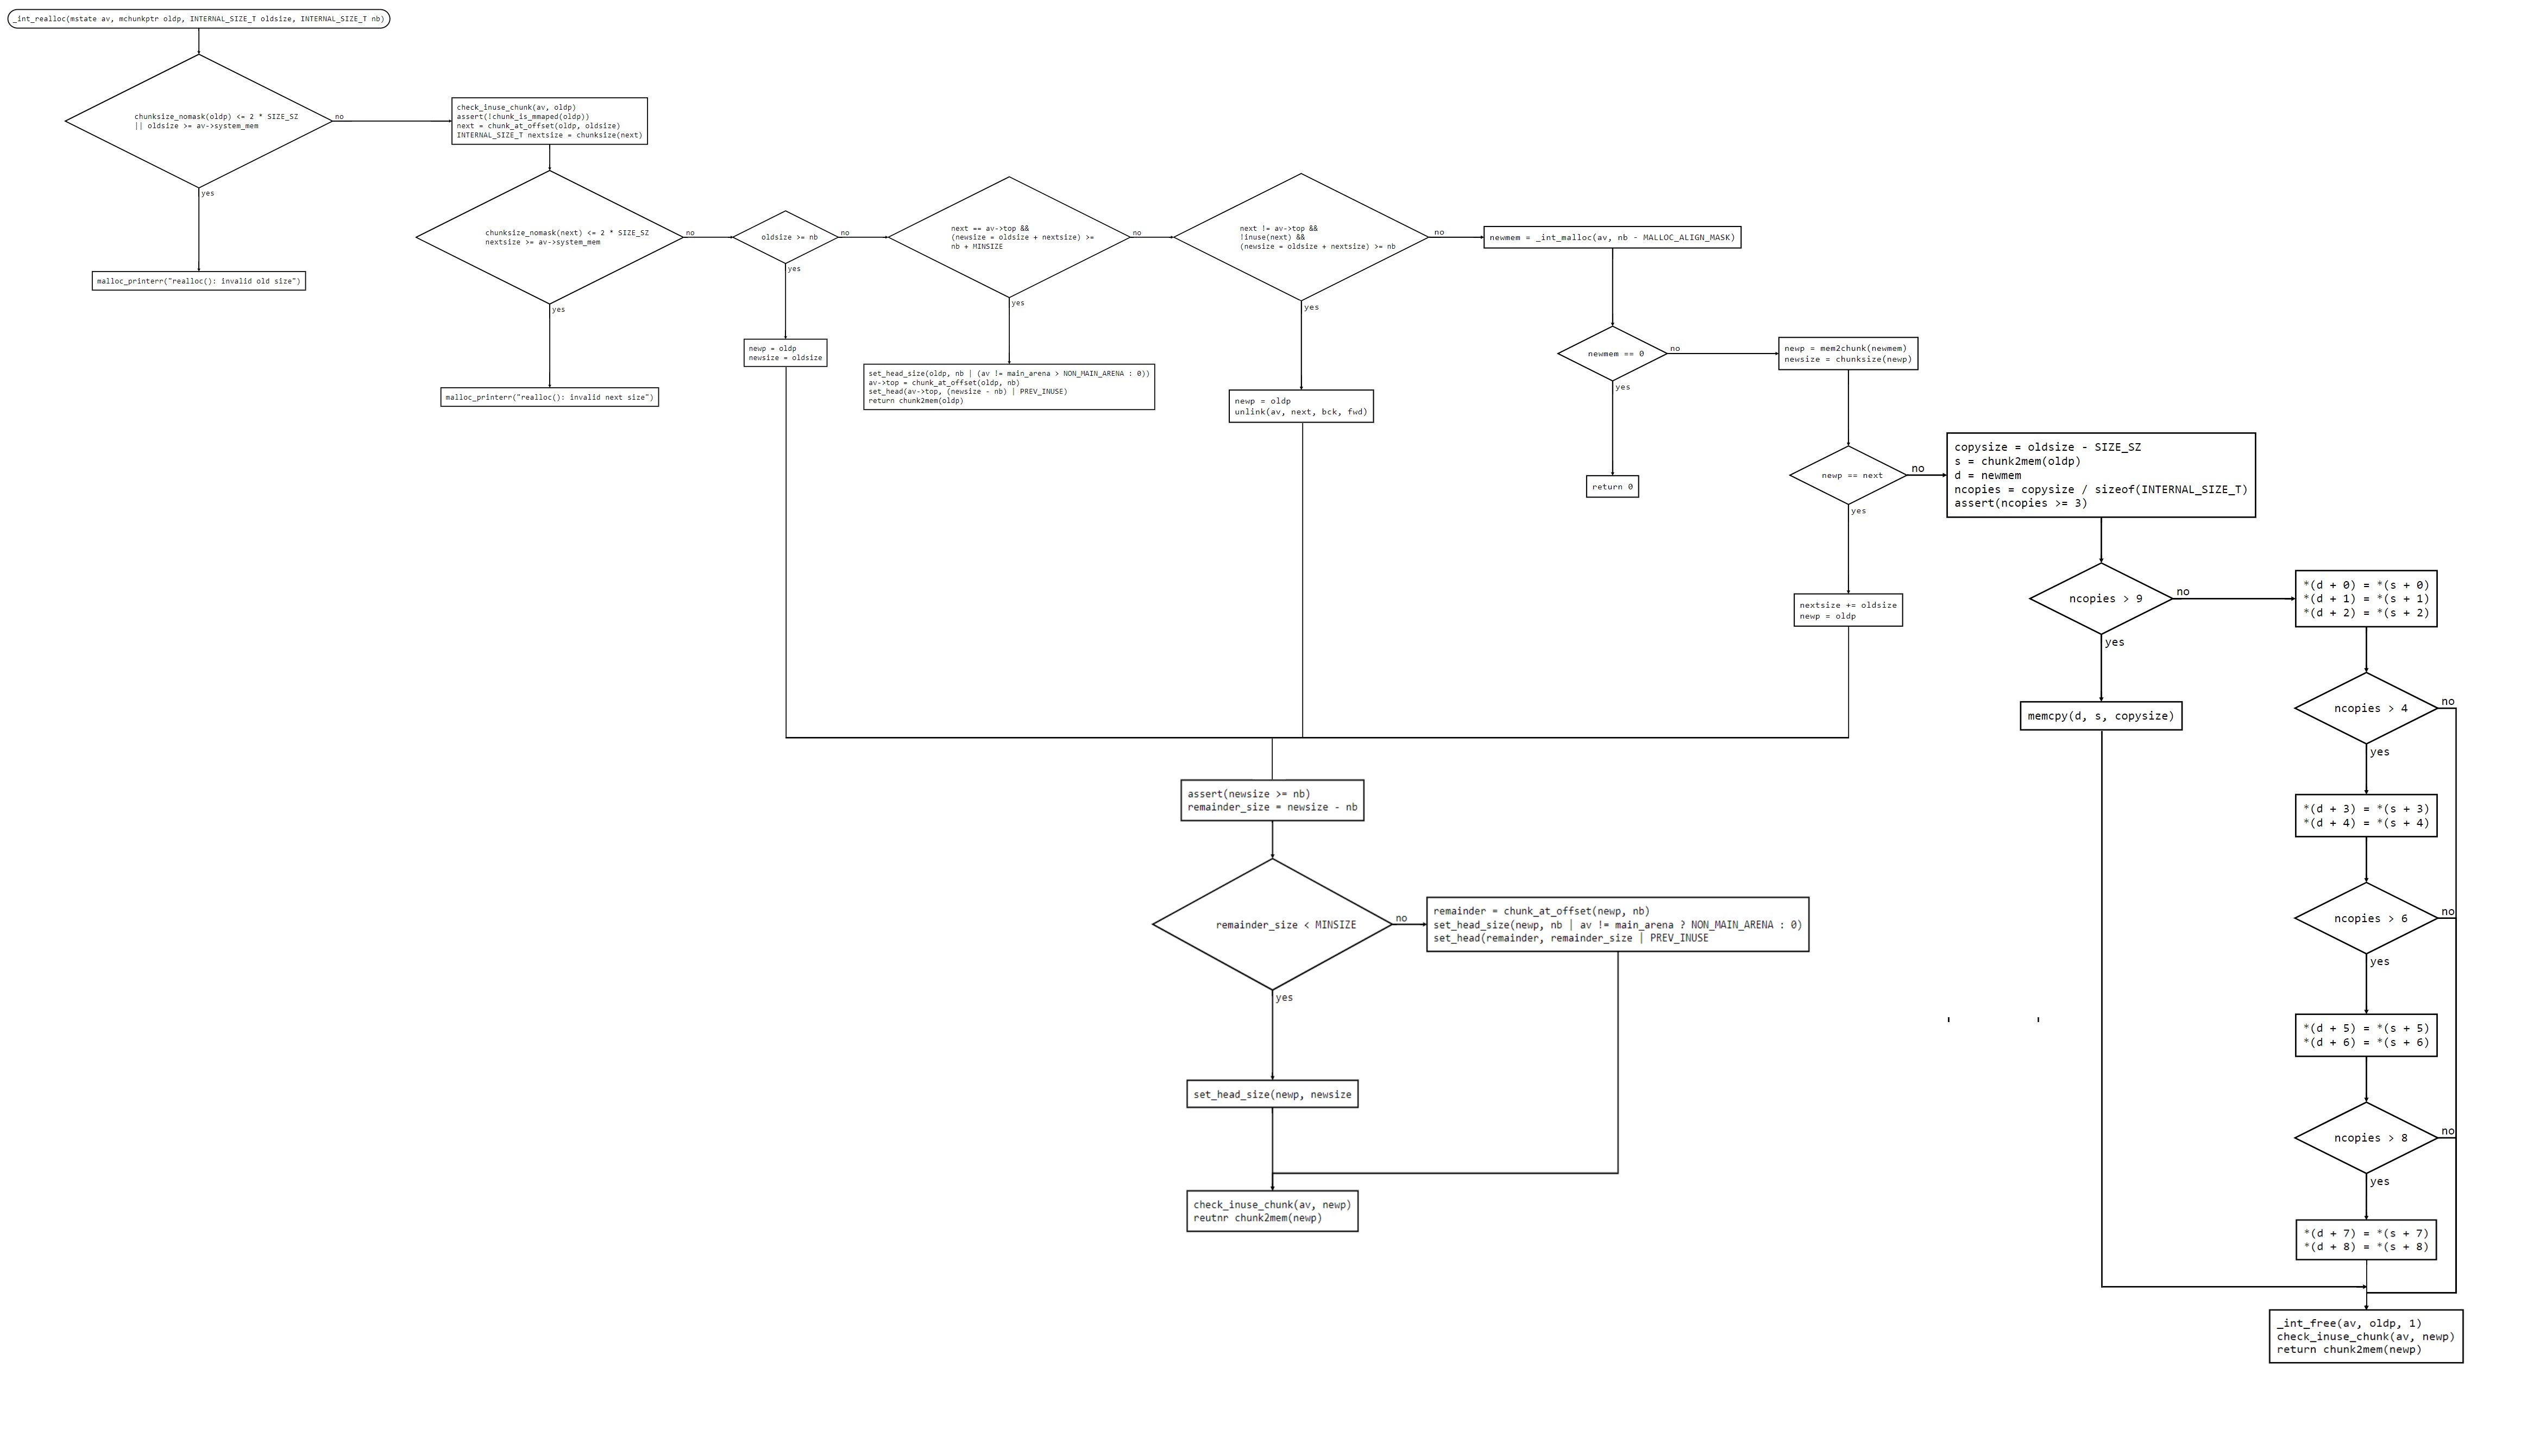 _int_realloc(mstate av, mchunkptr oldp, INTERNAL_SIZE_T oldsize, INTERNAL_SIZE_T nb)
chunksize_nomask(oldp) <= 2 * SIZE_SZ
|| oldsize >= av->system_mem
no
yes
malloc_printerr("realloc(): invalid old size")
check_inuse_chunk(av, oldp)
assert(!chunk_is_mmaped(oldp))
next = chunk_at_offset(oldp, oldsize)
INTERNAL_SIZE_T nextsize = chunksize(next)
chunksize_nomask(next) <= 2 * SIZE_SZ
nextsize >= av->system_mem
no
yes
malloc_printerr("realloc(): invalid next size")
oldsize >= nb
no
yes
newp = oldp
newsize = oldsize
next == av->top &&
(newsize = oldsize + nextsize) >=
nb + MINSIZE
no
yes
set_head_size(oldp, nb | (av != main_arena > NON_MAIN_ARENA : 0))
av->top = chunk_at_offset(oldp, nb)
set_head(av->top, (newsize - nb) | PREV_INUSE)
return chunk2mem(oldp)
next != av->top &&
!inuse(next) &&
(newsize = oldsize + nextsize) >= nb
no
yes
newp = oldp
unlink(av, next, bck, fwd)
newmem = _int_malloc(av, nb - MALLOC_ALIGN_MASK)
newmem == 0
no
yes
return 0
newp = mem2chunk(newmem)
newsize = chunksize(newp)
newp == next
no
yes
nextsize += oldsize
newp = oldp
copysize = oldsize - SIZE_SZ
s = chunk2mem(oldp)
d = newmem
ncopies = copysize / sizeof(INTERNAL_SIZE_T)
assert(ncopies >= 3)
ncopies > 9
no
yes
memcpy(d, s, copysize)
*(d + 0) = *(s + 0)
*(d + 1) = *(s + 1)
*(d + 2) = *(s + 2)
ncopies > 4
no
yes
*(d + 3) = *(s + 3)
*(d + 4) = *(s + 4)
ncopies > 6
no
yes
*(d + 5) = *(s + 5)
*(d + 6) = *(s + 6)
ncopies > 8
no
yes
*(d + 7) = *(s + 7)
*(d + 8) = *(s + 8)
_int_free(av, oldp, 1)
check_inuse_chunk(av, newp)
return chunk2mem(newp)
assert(newsize >= nb)
remainder_size = newsize - nb
remainder_size < MINSIZE
no
yes
remainder = chunk_at_offset(newp, nb)
set_head_size(newp, nb | av != main_arena ? NON_MAIN_ARENA : 0)
set_head(remainder, remainder_size | PREV_INUSE
set_head_size(newp, newsize
check_inuse_chunk(av, newp)
reutnr chunk2mem(newp)